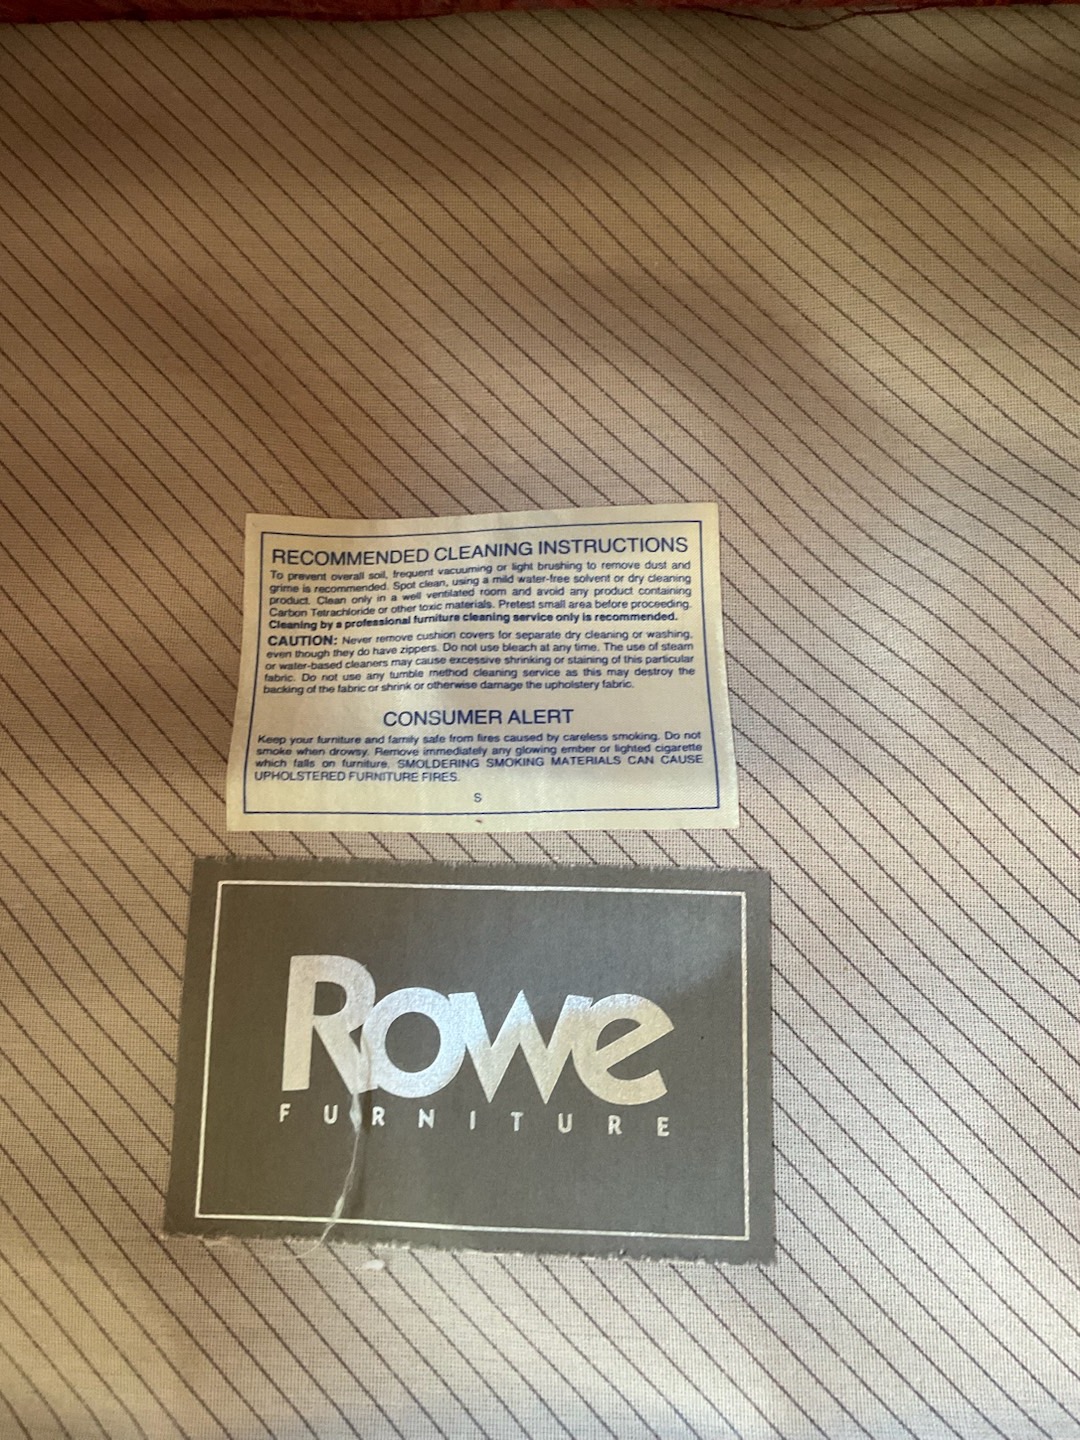 RECOMMENDED CLEANING INSTRUCTIONS
To prevent overall soil, frequent vacuuming or light brushing to remove dust and
grime is recommended. Spot clean, using a mild water-free solvent or dry cleaning
product. Clean only in a well ventilated room and avoid any product containing
Carbon Tetrachloride or other toxic materials. Pretest small area before proceeding.
Cleaning by a professional furniture cleaning service only is recommended.
CAUTION: Never remove cushion covers for separate dry cleaning or washing,
even though they do have zippers. Do not use bleach at any time. The use of steam
or water-based cleaners may cause excessive shrinking or staining of this particular
fabric. Do not use any tumble method cleaning service as this may destroy the
backing of the fabric or shrink or otherwise damage the upholstery fabric.
CONSUMER ALERT
Keep your furniture and family safe from fires caused by careless smoking. Do not
smoke when drowsy. Remove immediately any glowing ember or lighted cigarette
which falls on furniture. SMOLDERING SMOKING MATERIALS CAN CAUSE
UPHOLSTERED FURNITURE FIRES.
S
Rowe
FURNITURE